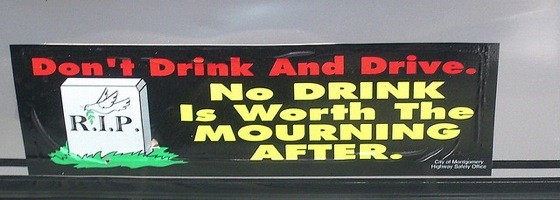 Don't Drink And Drive.
R.I.P.
No DRINK
Is Worth The
MOURNING
AFTER.
City of Montgomery
Highway Safety Office